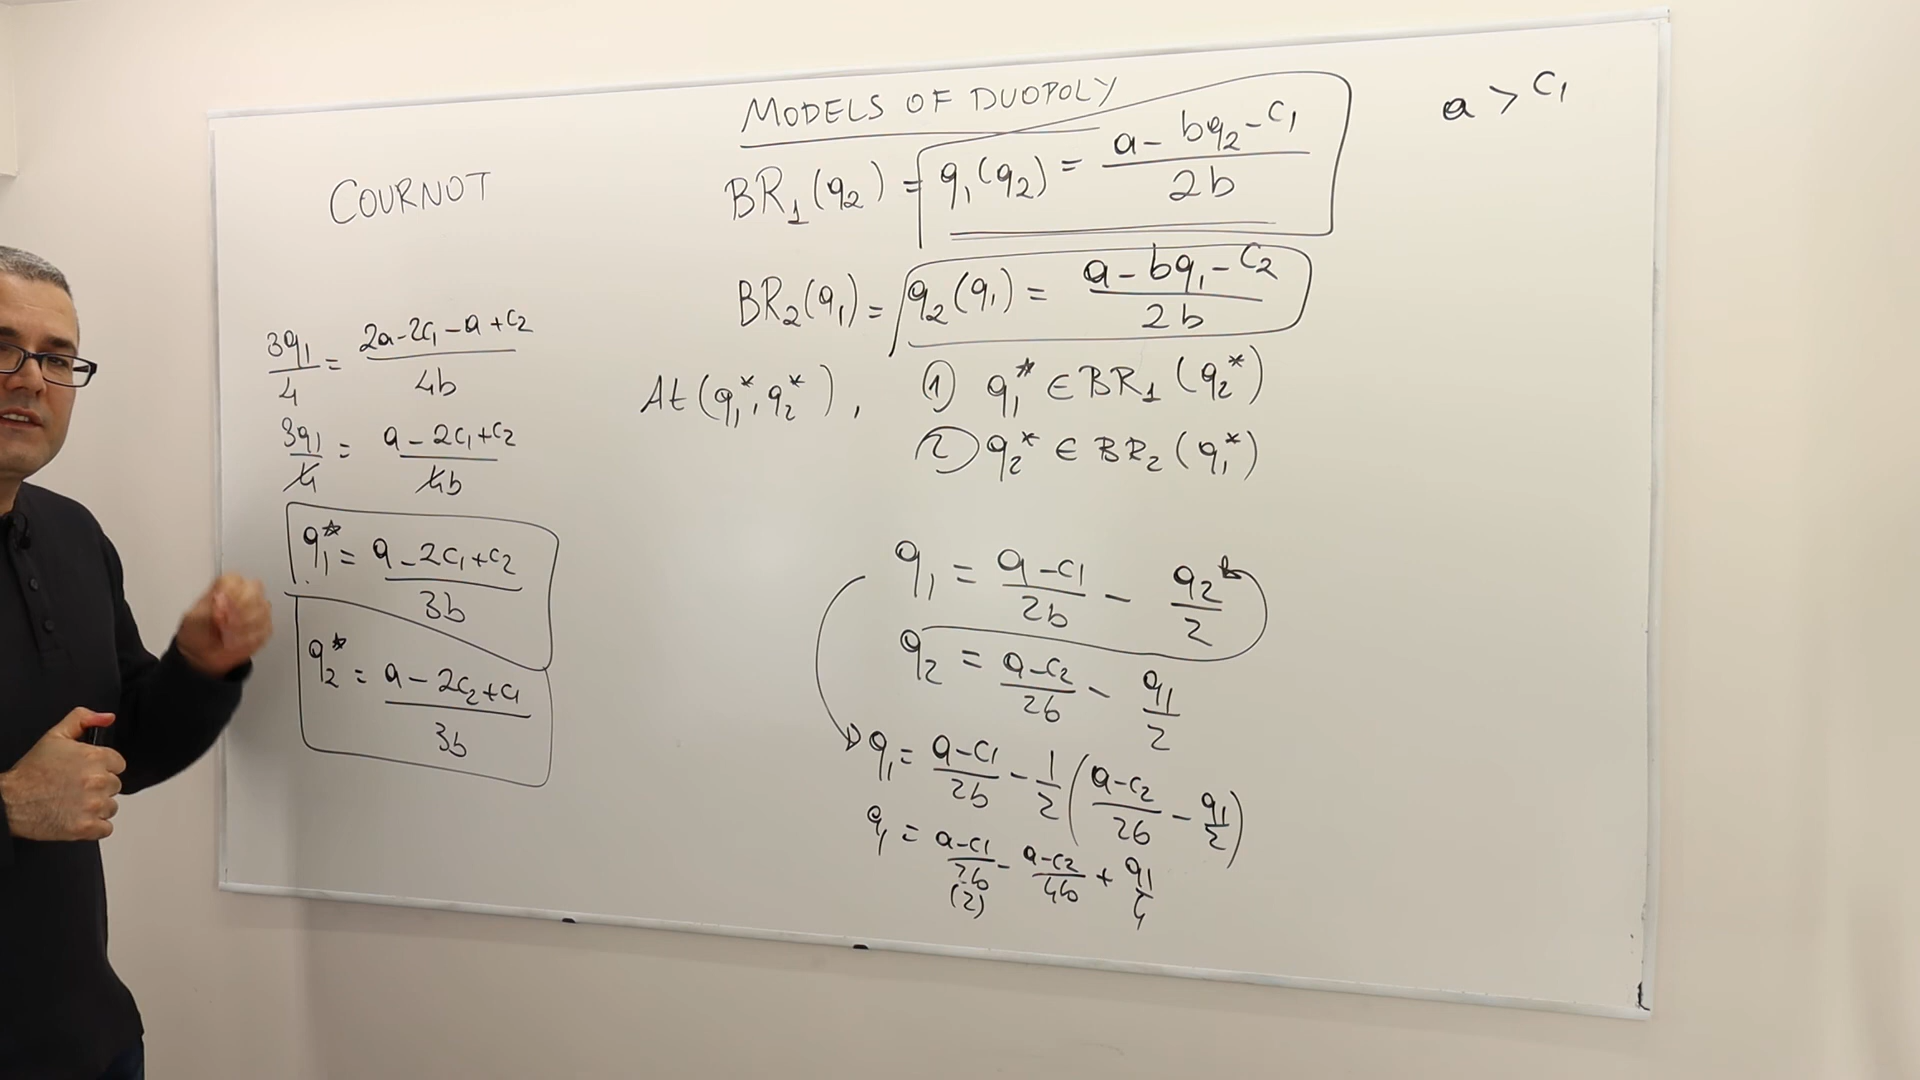 MODELS OF DUOPOLY
a > c₁
COURNOT
BR₁(q₂) = q₁(q₂) = (a - bq₂ - c₁)/2b
BR₂(q₁) = q₂(q₁) = (a - bq₁ - c₂)/2b
At (q₁*, q₂*), ① q₁* ∈ BR₁(q₂*)
② q₂* ∈ BR₂(q₁*)
3q₁/4 = (2a - 2c₁ - a + c₂)/4b
3q₁/4 = (a - 2c₁ + c₂)/4b
q₁* = (a - 2c₁ + c₂)/3b
q₂* = (a - 2c₂ + c₁)/3b
q₁ = (a - c₁)/2b - q₂/2
q₂ = (a - c₂)/2b - q₁/2
q₁ = (a - c₁)/2b - 1/2 ((a - c₂)/2b - q₁/2)
q₁ = (a - c₁)/2b - (a - c₂)/4b + q₁/4
(2)